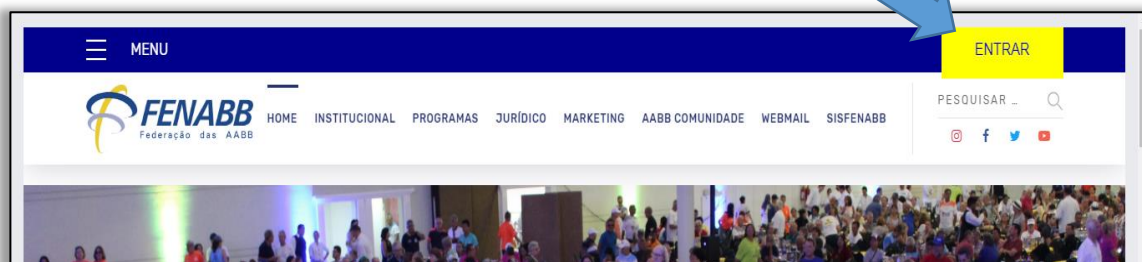 MENU
ENTRAR
FENABB
Federação das AABB
HOME INSTITUCIONAL PROGRAMAS JURÍDICO MARKETING AABB COMUNIDADE WEBMAIL SISFENABB
PESQUISAR …